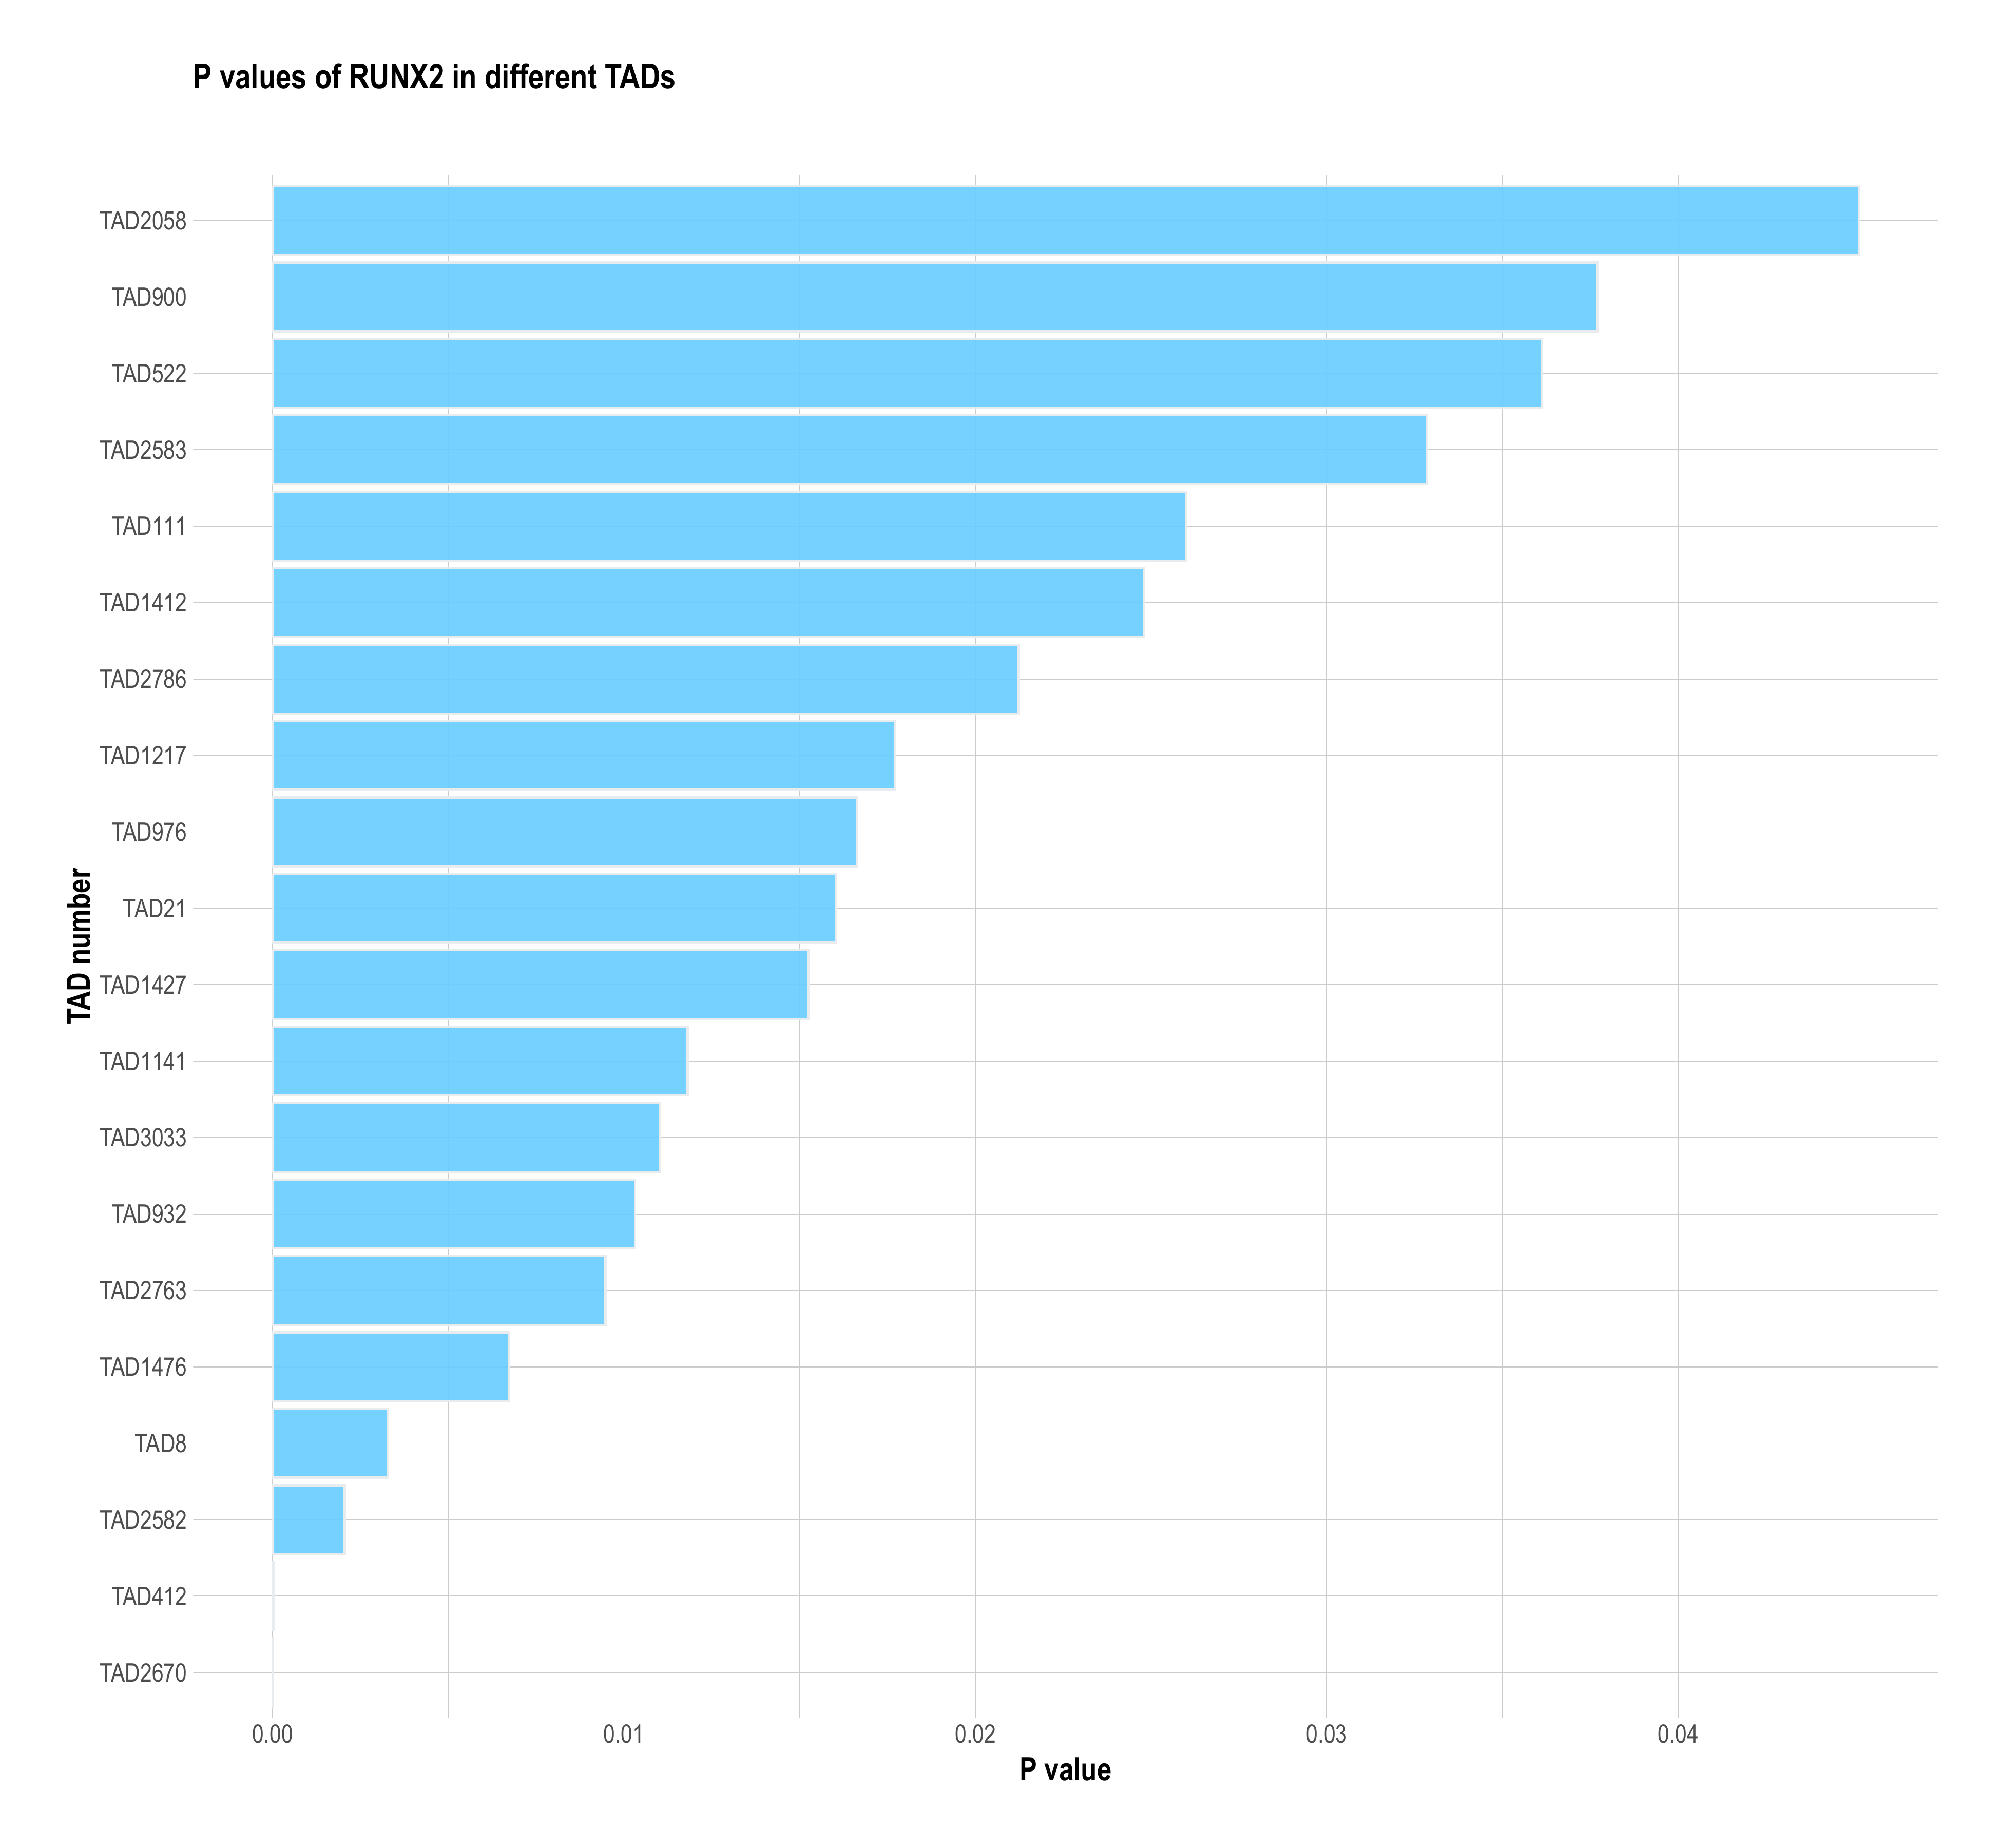 P values of RUNX2 in different TADs
TAD2058
TAD900
TAD522
TAD2583
TAD111
TAD1412
TAD2786
TAD1217
TAD976
TAD21
TAD1427
TAD1141
TAD3033
TAD932
TAD2763
TAD1476
TAD8
TAD2582
TAD412
TAD2670
TAD number
0.00 0.01 0.02 0.03 0.04
P value